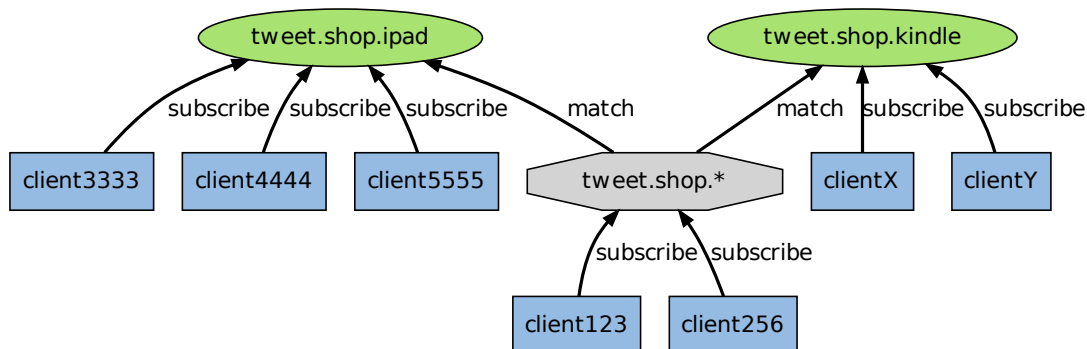 tweet.shop.ipad
tweet.shop.kindle
subscribe
subscribe
subscribe
match
match
subscribe
subscribe
client3333
client4444
client5555
tweet.shop.*
clientX
clientY
subscribe
subscribe
client123
client256